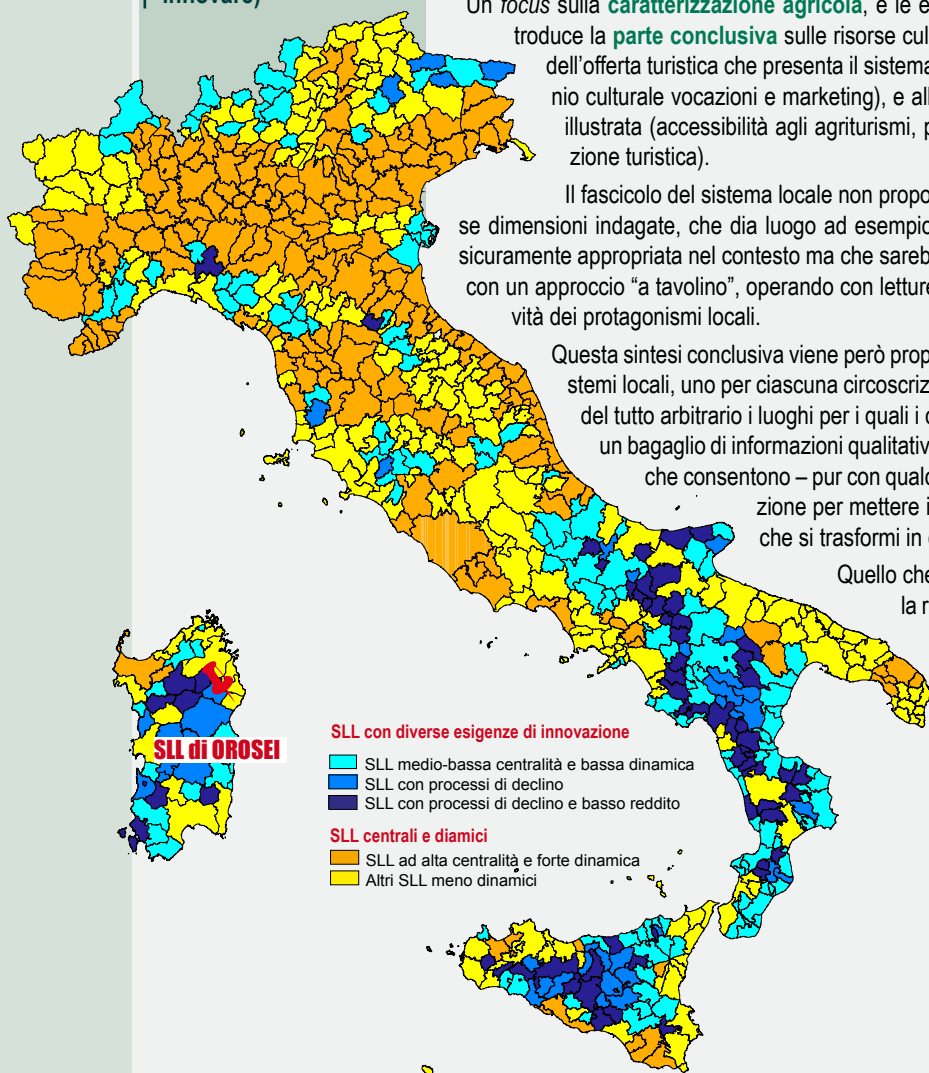 innovare)
Un focus sulla caratterizzazione agricola, e le e
troduce la parte conclusiva sulle risorse cul
dell'offerta turistica che presenta il sistema
nio culturale vocazioni e marketing), e all
illustrata (accessibilità agli agriturismi, p
zione turistica).
Il fascicolo del sistema locale non propo
se dimensioni indagate, che dia luogo ad esempio
sicuramente appropriata nel contesto ma che sareb
con un approccio "a tavolino", operando con letture
vità dei protagonismi locali.
Questa sintesi conclusiva viene però prop
stemi locali, uno per ciascuna circoscriz
del tutto arbitrario i luoghi per i quali i
un bagaglio di informazioni qualitativ
che consentono – pur con qualc
zione per mettere i
che si trasformi in
Quello che
la r
SLL di OROSEI
SLL con diverse esigenze di innovazione
SLL medio-bassa centralità e bassa dinamica
SLL con processi di declino
SLL con processi di declino e basso reddito
SLL centrali e diamici
SLL ad alta centralità e forte dinamica
Altri SLL meno dinamici